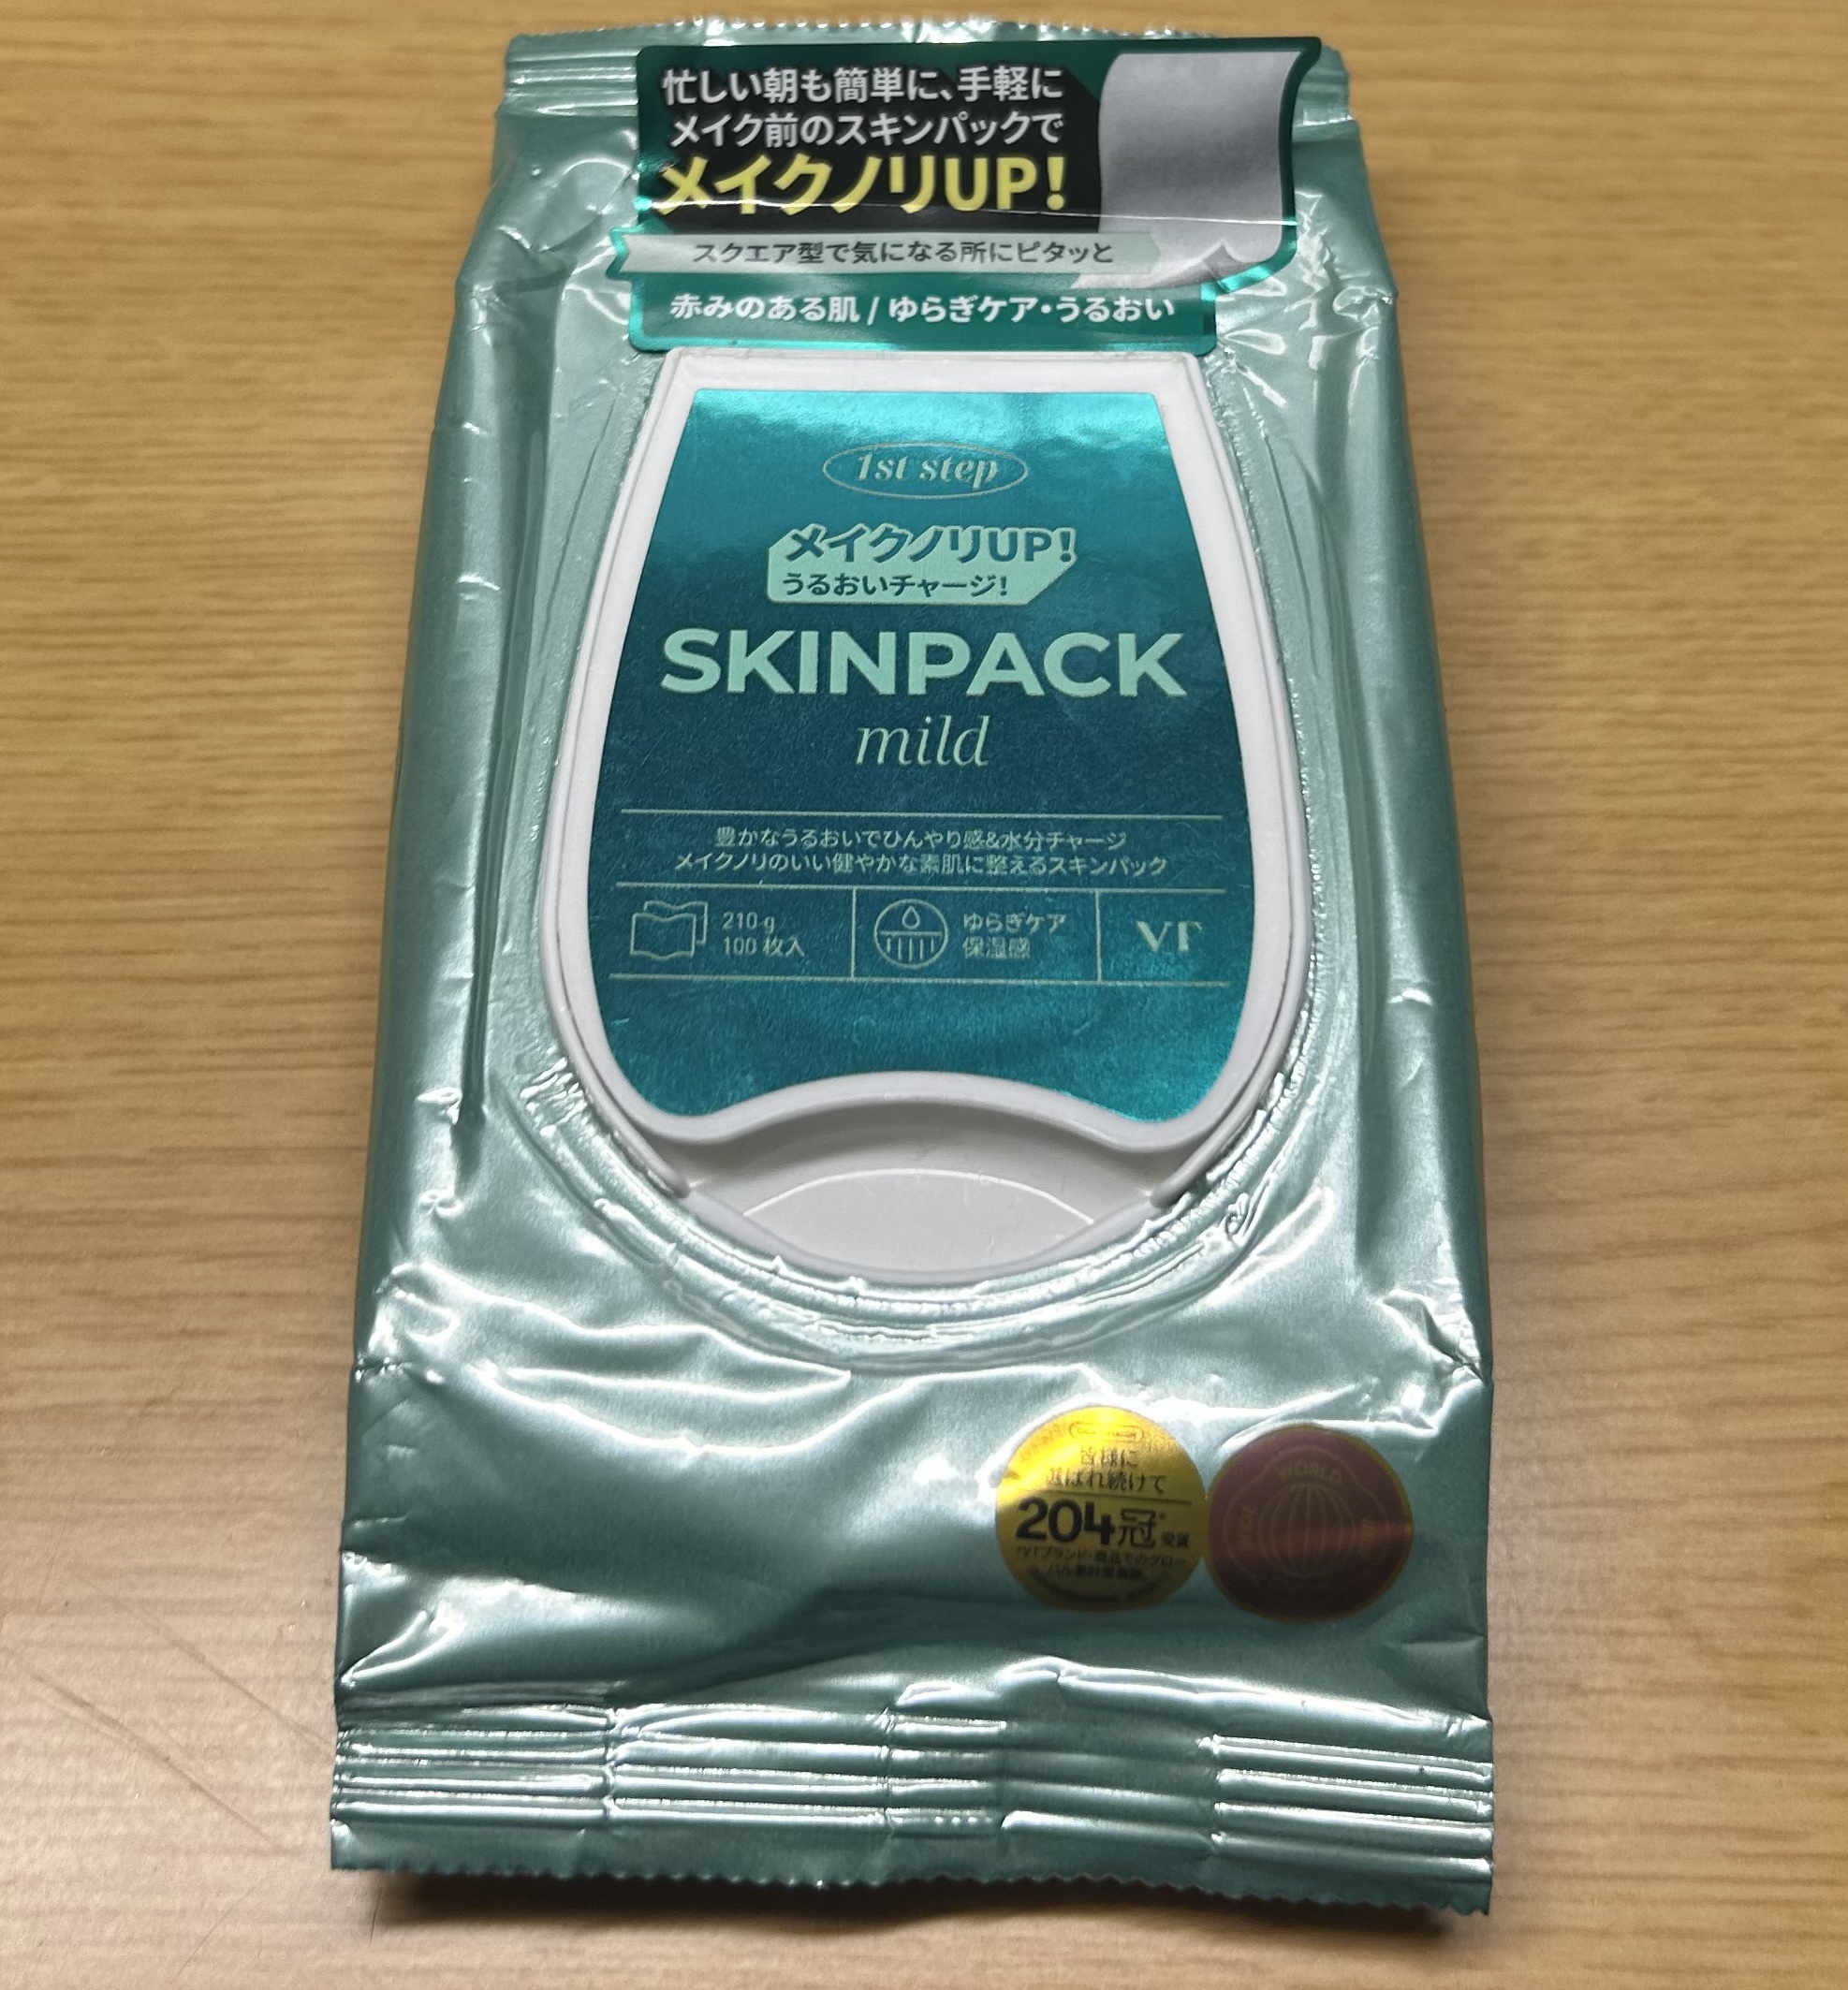 忙しい朝も簡単に、手軽に
メイク前のスキンパックで
メイクノリUP!
スクエア型で気になる所にピタッと
赤みのある肌 / ゆらぎケア・うるおい
1st step
メイクノリUP!
うるおいチャージ!
SKINPACK
mild
豊かなうるおいでひんやり感&水分チャージ
メイクノリのいい健やかな素肌に整えるスキンパック
210 g
100 枚入
ゆらぎケア
保湿感
VT
皆様に
選ばれ続けて
204冠*受賞
WORLD